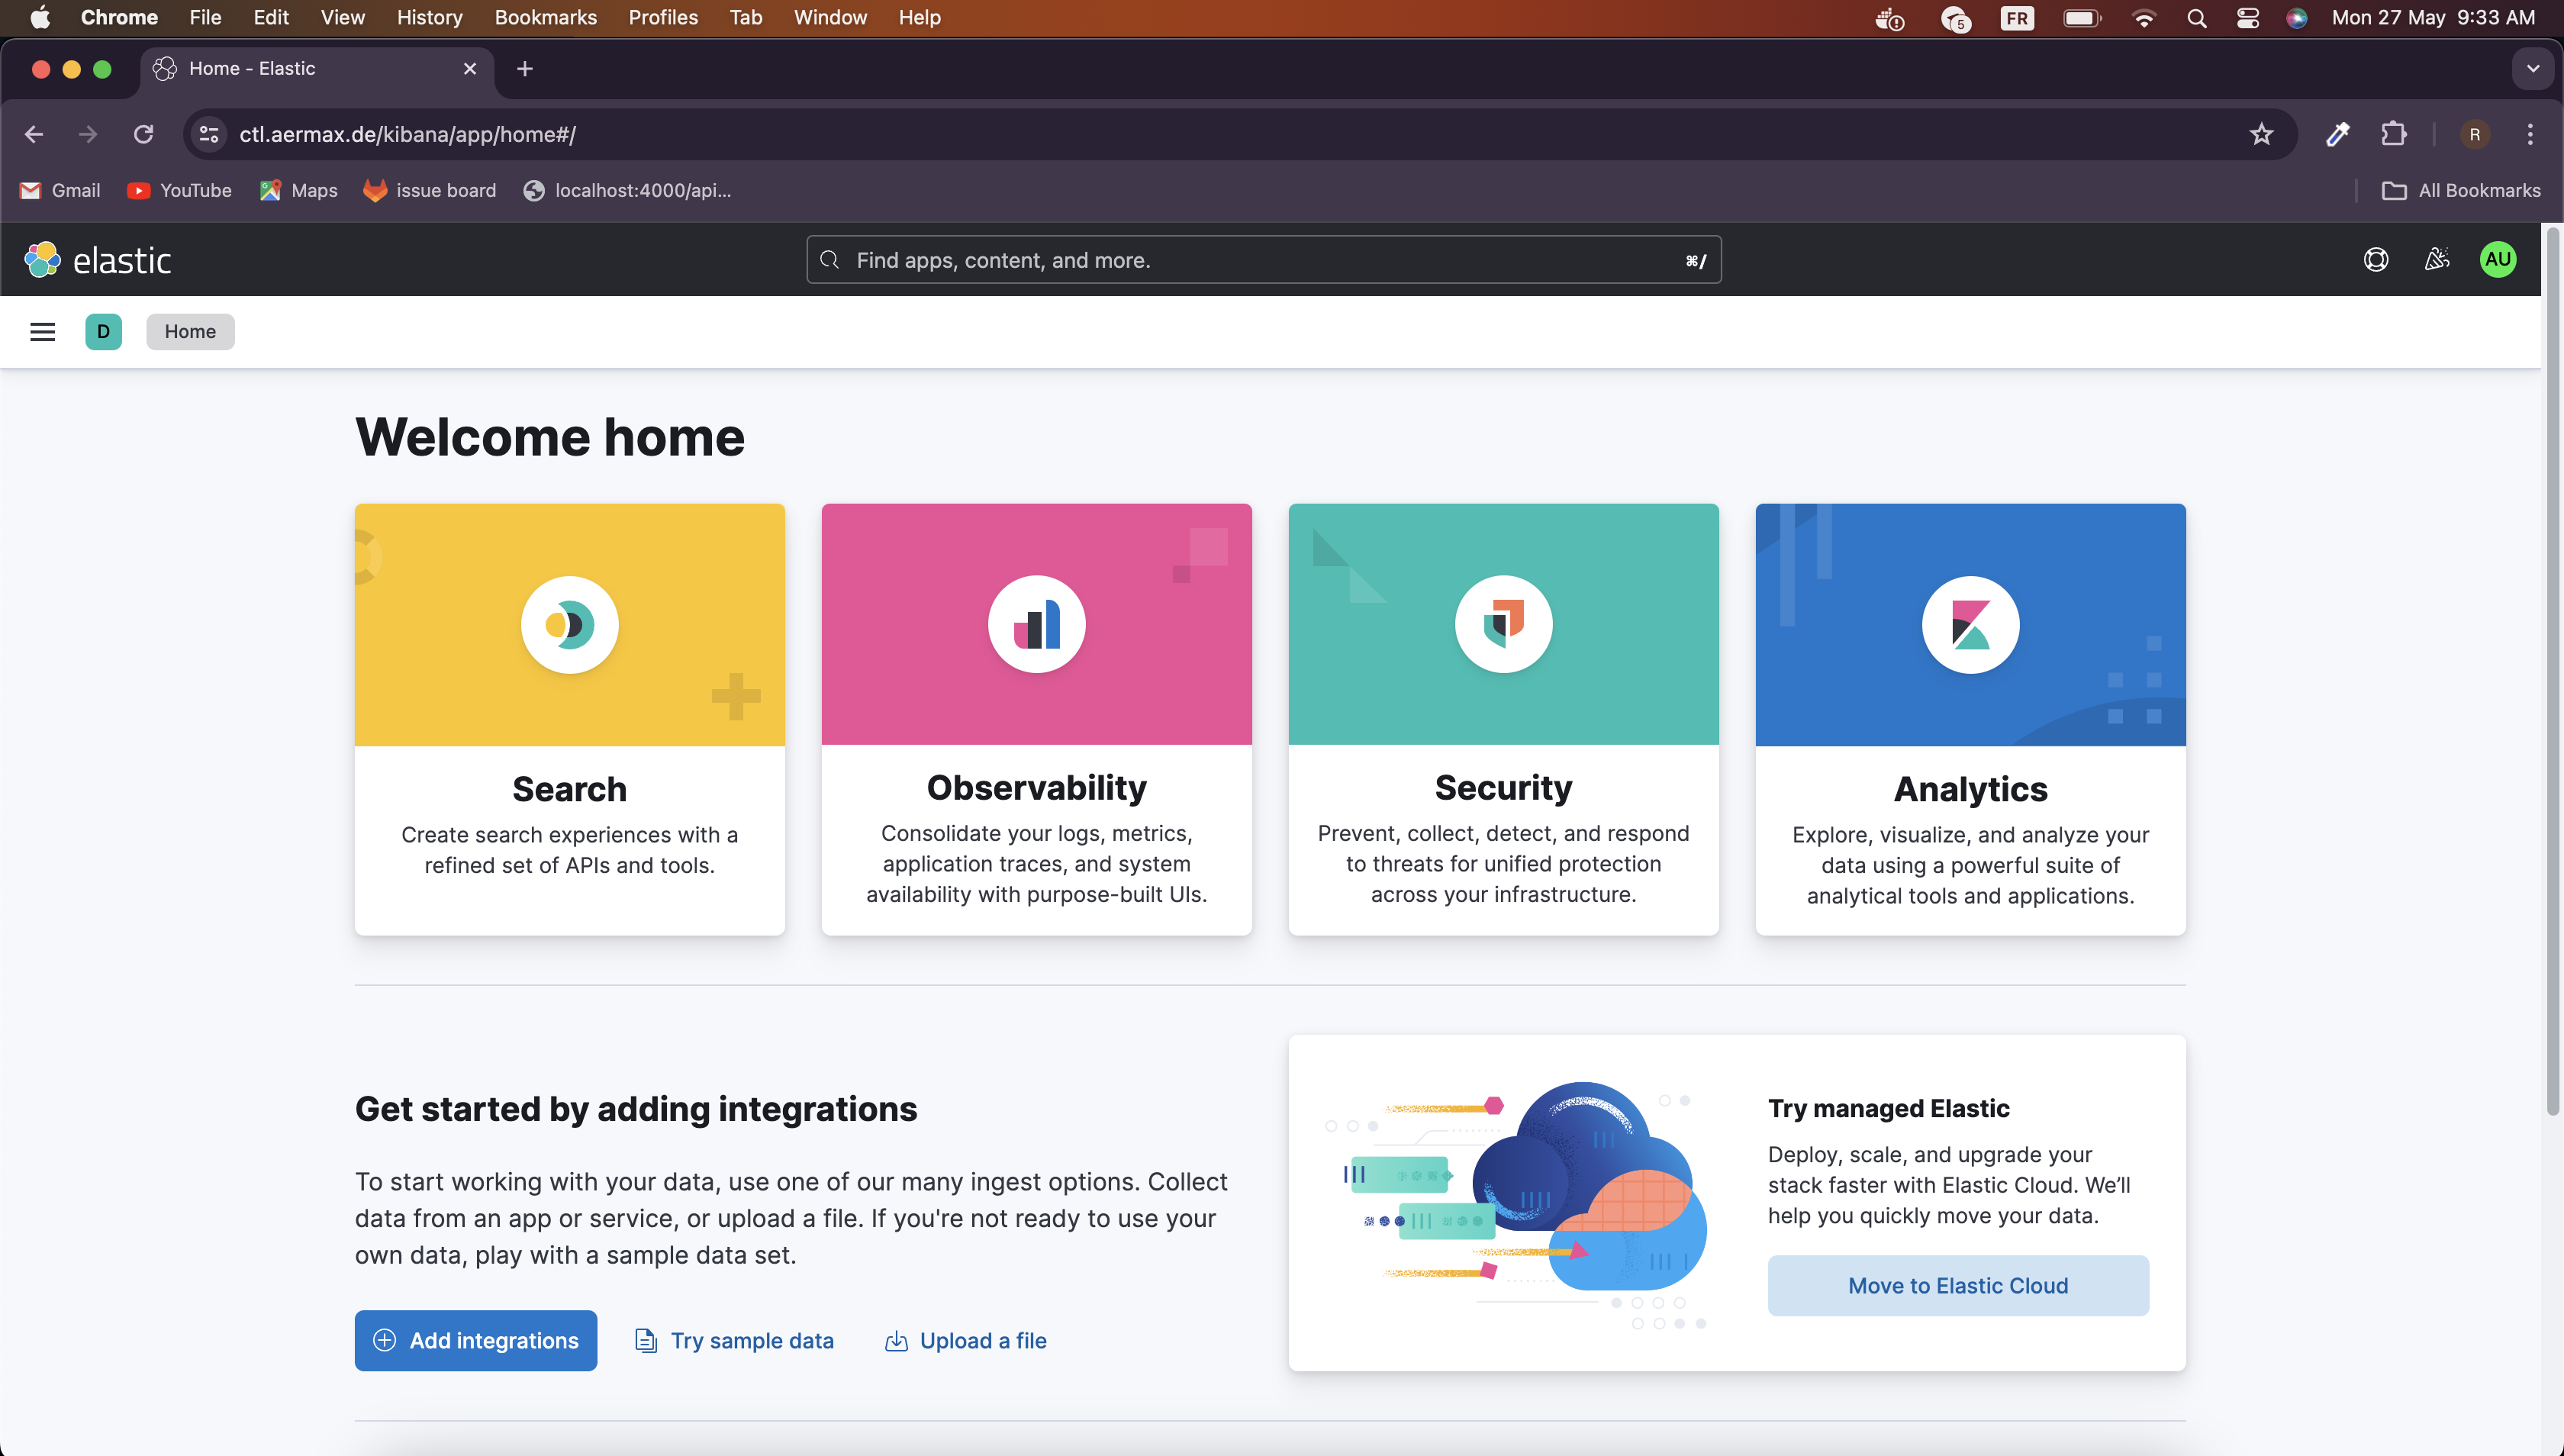 Chrome File Edit View History Bookmarks Profiles Tab Window Help 5 FR Mon 27 May 9:33 AM
Home - Elastic
ctl.aermax.de/kibana/app/home#/ R
Gmail YouTube Maps issue board localhost:4000/api... All Bookmarks
elastic Find apps, content, and more. ⌘/ AU
D Home
Welcome home
Search
Create search experiences with a
refined set of APIs and tools.
Observability
Consolidate your logs, metrics,
application traces, and system
availability with purpose-built UIs.
Security
Prevent, collect, detect, and respond
to threats for unified protection
across your infrastructure.
Analytics
Explore, visualize, and analyze your
data using a powerful suite of
analytical tools and applications.
Get started by adding integrations
To start working with your data, use one of our many ingest options. Collect
data from an app or service, or upload a file. If you're not ready to use your
own data, play with a sample data set.
Add integrations Try sample data Upload a file
Try managed Elastic
Deploy, scale, and upgrade your
stack faster with Elastic Cloud. We’ll
help you quickly move your data.
Move to Elastic Cloud